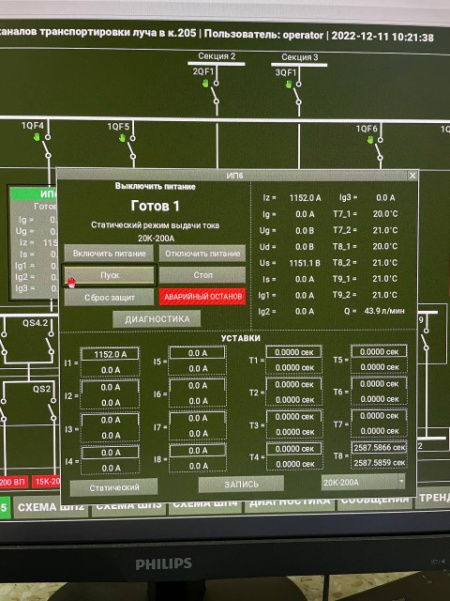 каналов транспортировки луча в к.205 | Пользователь: operator | 2022-12-11 10:21:38
Секция 2
Секция 3
2QF1
3QF1
1QF4
1QF5
1QF6
ИП6
X
Выключить питание
Готов 1
Статический режим выдачи тока
20К-200А
Включить питание
Отключить питание
Пуск
Стоп
Сброс защит
АВАРИЙНЫЙ ОСТАНОВ
ДИАГНОСТИКА
Iz = 1152.0 А
Ig = 0.0 А
Ug = 0.0 В
Ud = 0.0 В
Us = 1151.1 В
Is = 0.0 А
Ig1 = 0.0 А
Ig2 = 0.0 А
Ig3 = 0.0 А
T7_1 = 20.0°C
T7_2 = 21.0°C
T8_1 = 20.0°C
T8_2 = 21.0°C
T9_1 = 21.0°C
T9_2 = 21.0°C
Q = 43.9 л/мин
Ig =
Ug =
Uz =
Is =
Ig1 =
Ig2 =
Ig3 =
QS4.2
QS2
УСТАВКИ
I1 = 1152.0 А
0.0 А
I2 = 0.0 А
0.0 А
I3 = 0.0 А
0.0 А
I4 = 0.0 А
0.0 А
I5 = 0.0 А
0.0 А
I6 = 0.0 А
0.0 А
I7 = 0.0 А
0.0 А
I8 = 0.0 А
0.0 А
T1 = 0.0000 сек
0.0000 сек
T2 = 0.0000 сек
0.0000 сек
T3 = 0.0000 сек
0.0000 сек
T4 = 0.0000 сек
0.0000 сек
T5 = 0.0000 сек
0.0000 сек
T6 = 0.0000 сек
0.0000 сек
T7 = 0.0000 сек
0.0000 сек
T8 = 2587.5866 сек
2587.5859 сек
Статический
ЗАПИСЬ
20К-200А
200 ВП
15К-20
СХЕМА ШП2
СХЕМА ШП3
СХЕМА ШП4
ДИАГНОСТИКА
СООБЩЕНИЯ
ТРЕНД
PHILIPS